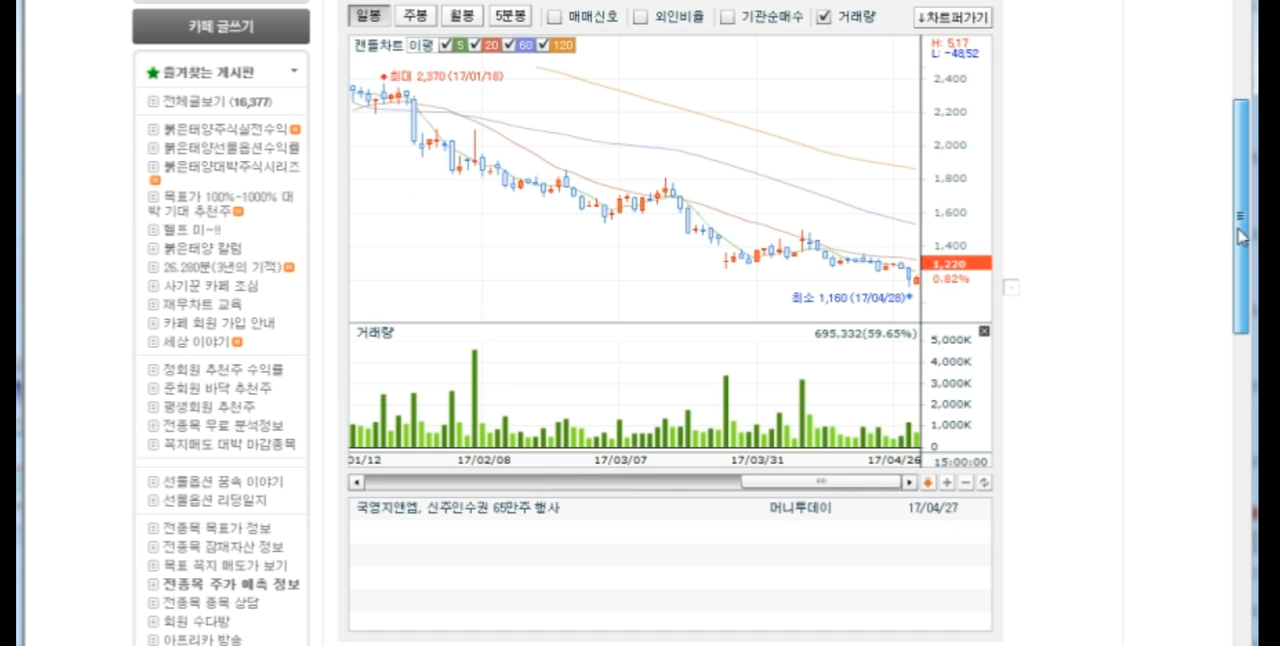 카페 글쓰기
즐겨찾는 게시판
전체글보기 (16,377)
붉은태양주식실전수익
붉은태양선물옵션수익률
붉은태양대박주식시리즈
목표가 100%~1000% 대
박 기대 추천주
헬프 미~!!
붉은태양 칼럼
26.280분(3년의 기적)
사기꾼 카페 조심
재무차트 교육
카페 회원 가입 안내
세상 이야기
정회원 추천주 수익률
준회원 바닥 추천주
평생회원 추천주
전종목 무료 분석정보
꼭지매도 대박 마감종목
선물옵션 꿈속 이야기
선물옵션 리딩일지
전종목 목표가 정보
전종목 잠재자산 정보
목표 꼭지 매도가 보기
전종목 주가 예측 정보
전종목 종목 상담
회원 수다방
아프리카 방송
일봉 주봉 월봉 5분봉 매매신호 외인비율 기관순매수 거래량 ↓차트퍼가기
캔들차트 이평 5 20 60 120
H: 5,17
L: -48,52
최대 2,370 (17/01/16)
2,400
2,200
2,000
1,800
1,600
1,400
1,220
0.82%
최소 1,160 (17/04/26)
거래량 695,332(59.65%)
5,000K
4,000K
3,000K
2,000K
1,000K
0
01/12 17/02/08 17/03/07 17/03/31 17/04/26 15:00:00
국영지앤엠, 신주인수권 65만주 행사 머니투데이 17/04/27